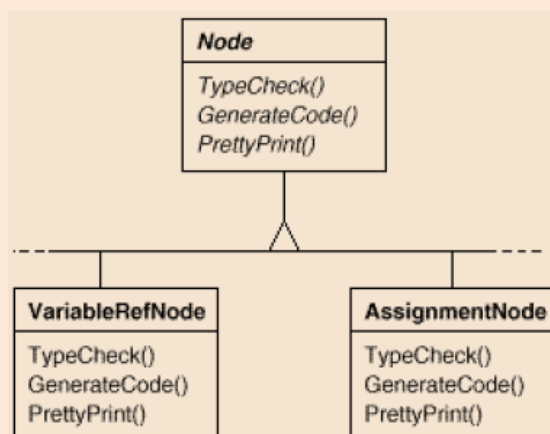 Node
TypeCheck()
GenerateCode()
PrettyPrint()
VariableRefNode
TypeCheck()
GenerateCode()
PrettyPrint()
AssignmentNode
TypeCheck()
GenerateCode()
PrettyPrint()